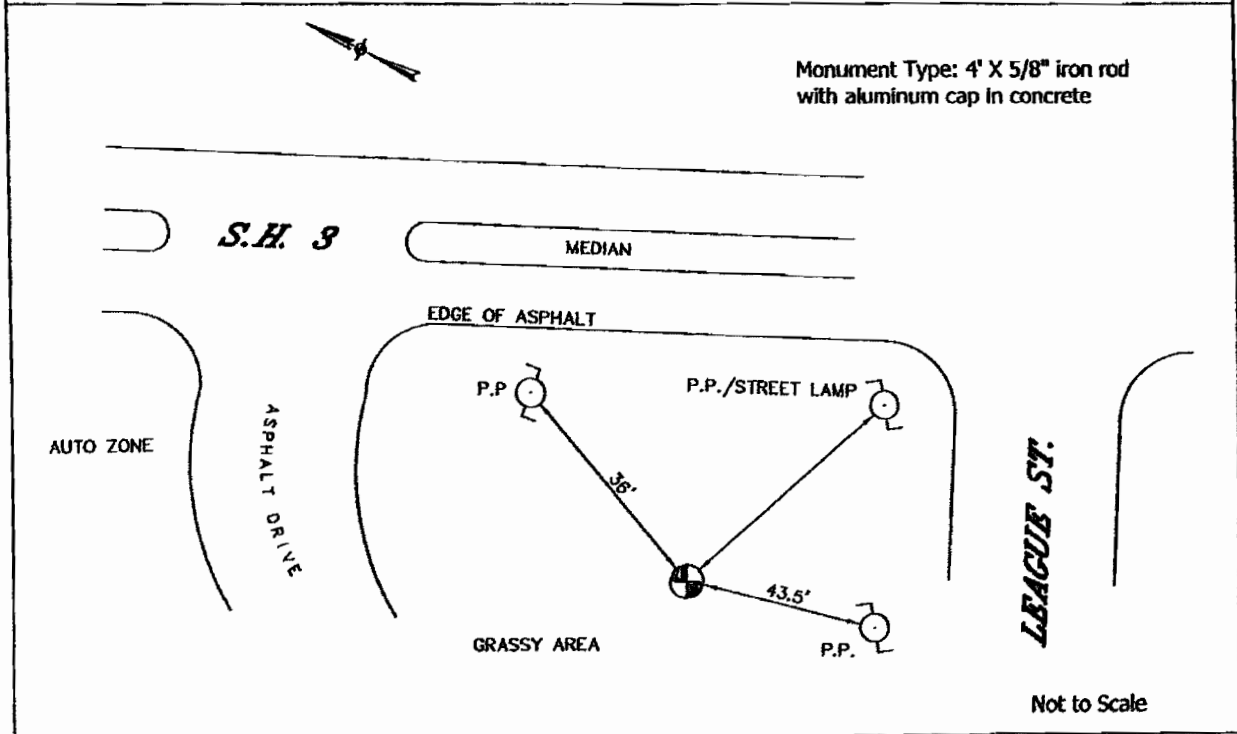 Monument Type: 4' X 5/8" iron rod
with aluminum cap in concrete
S.H. 3
MEDIAN
EDGE OF ASPHALT
P.P
P.P./STREET LAMP
AUTO ZONE
ASPHALT DRIVE
36'
LEAGUE ST.
43.5'
GRASSY AREA
P.P.
Not to Scale